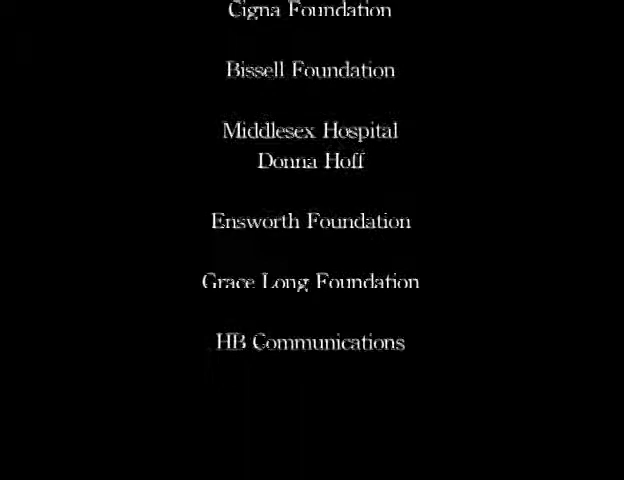 Cigna Foundation
Bissell Foundation
Middlesex Hospital
Donna Hoff
Ensworth Foundation
Grace Long Foundation
HB Communications